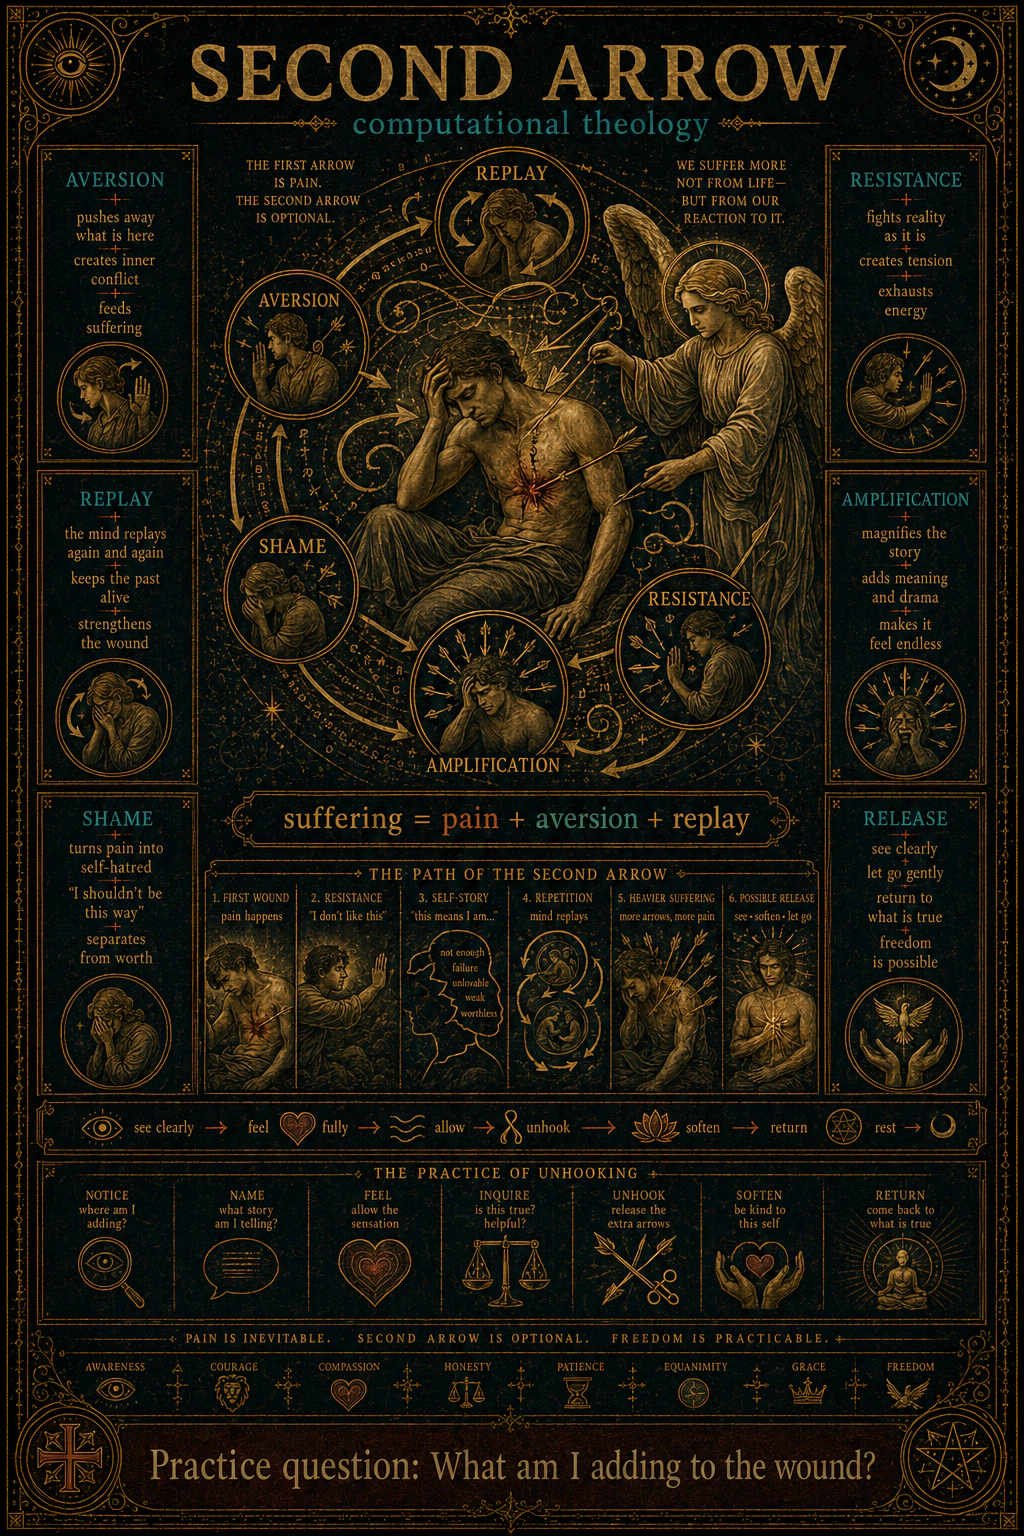 SECOND ARROW
computational theology
THE FIRST ARROW
IS PAIN.
THE SECOND ARROW
IS OPTIONAL.
WE SUFFER MORE
NOT FROM LIFE—
BUT FROM OUR
REACTION TO IT.
AVERSION
pushes away
what is here
creates inner
conflict
feeds
suffering
REPLAY
the mind replays
again and again
keeps the past
alive
strengthens
the wound
SHAME
turns pain into
self-hatred
"I shouldn't be
this way"
separates
from worth
REPLAY
AVERSION
SHAME
RESISTANCE
AMPLIFICATION
RESISTANCE
fights reality
as it is
creates tension
exhausts
energy
AMPLIFICATION
magnifies the
story
adds meaning
and drama
makes it
feel endless
RELEASE
see clearly
let go gently
return to
what is true
freedom
is possible
suffering = pain + aversion + replay
THE PATH OF THE SECOND ARROW
1. FIRST WOUND
pain happens
2. RESISTANCE
"I don't like this"
3. SELF-STORY
"this means I am..."
not enough
failure
unlovable
weak
worthless
4. REPETITION
mind replays
5. HEAVIER SUFFERING
more arrows, more pain
6. POSSIBLE RELEASE
see • soften • let go
see clearly → feel fully → allow → unhook → soften → return rest →
THE PRACTICE OF UNHOOKING
NOTICE
where am I
adding?
NAME
what story
am I telling?
FEEL
allow the
sensation
INQUIRE
is this true?
helpful?
UNHOOK
release the
extra arrows
SOFTEN
be kind to
this self
RETURN
come back to
what is true
PAIN IS INEVITABLE. SECOND ARROW IS OPTIONAL. FREEDOM IS PRACTICABLE.
AWARENESS COURAGE COMPASSION HONESTY PATIENCE EQUANIMITY GRACE FREEDOM
Practice question: What am I adding to the wound?